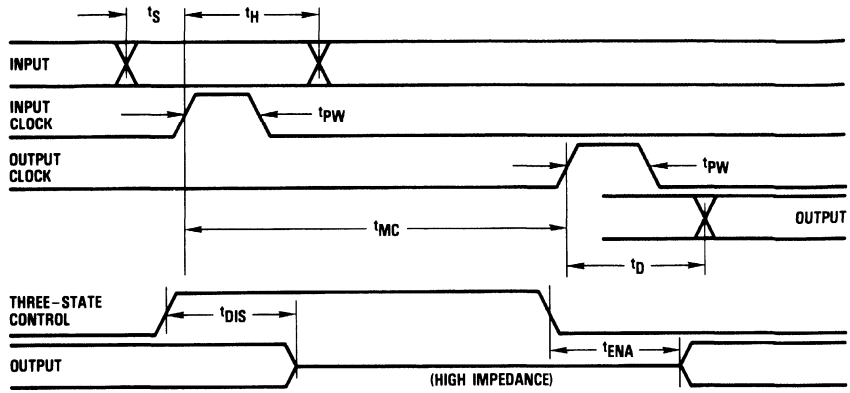 tS
tH
INPUT
INPUT
CLOCK
tPW
OUTPUT
CLOCK
tPW
OUTPUT
tMC
tD
THREE–STATE
CONTROL
tDIS
tENA
OUTPUT
(HIGH IMPEDANCE)